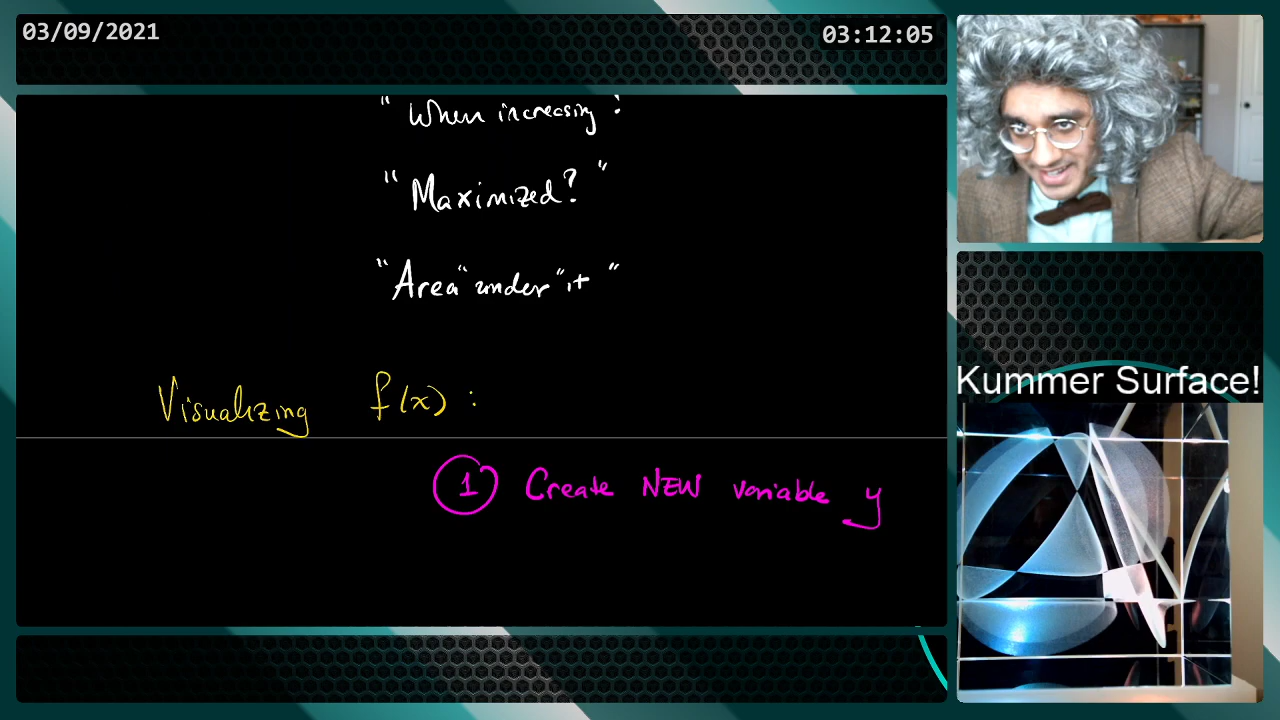 03/09/2021
03:12:05
"When increasing?
"Maximized?"
"Area "under" it"
Visualizing f(x):
Kummer Surface!
1 Create NEW variable y